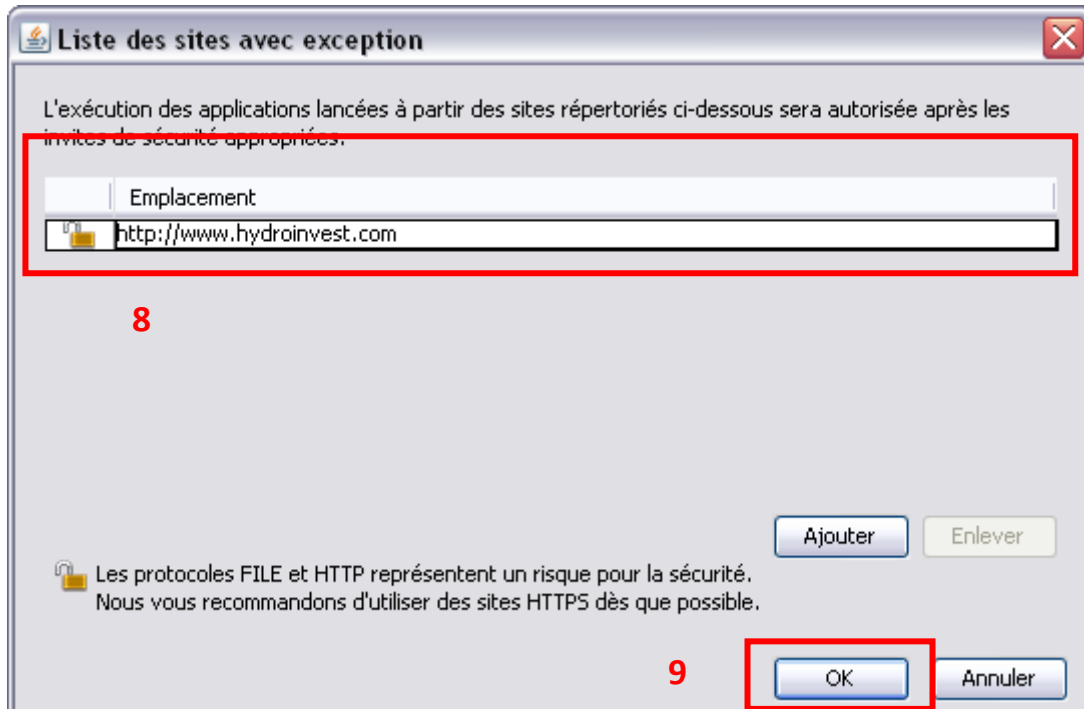 Liste des sites avec exception
L'exécution des applications lancées à partir des sites répertoriés ci-dessous sera autorisée après les
invites de sécurité appropriées.
Emplacement
http://www.hydroinvest.com
8
Ajouter
Enlever
Les protocoles FILE et HTTP représentent un risque pour la sécurité.
Nous vous recommandons d'utiliser des sites HTTPS dès que possible.
9
OK
Annuler